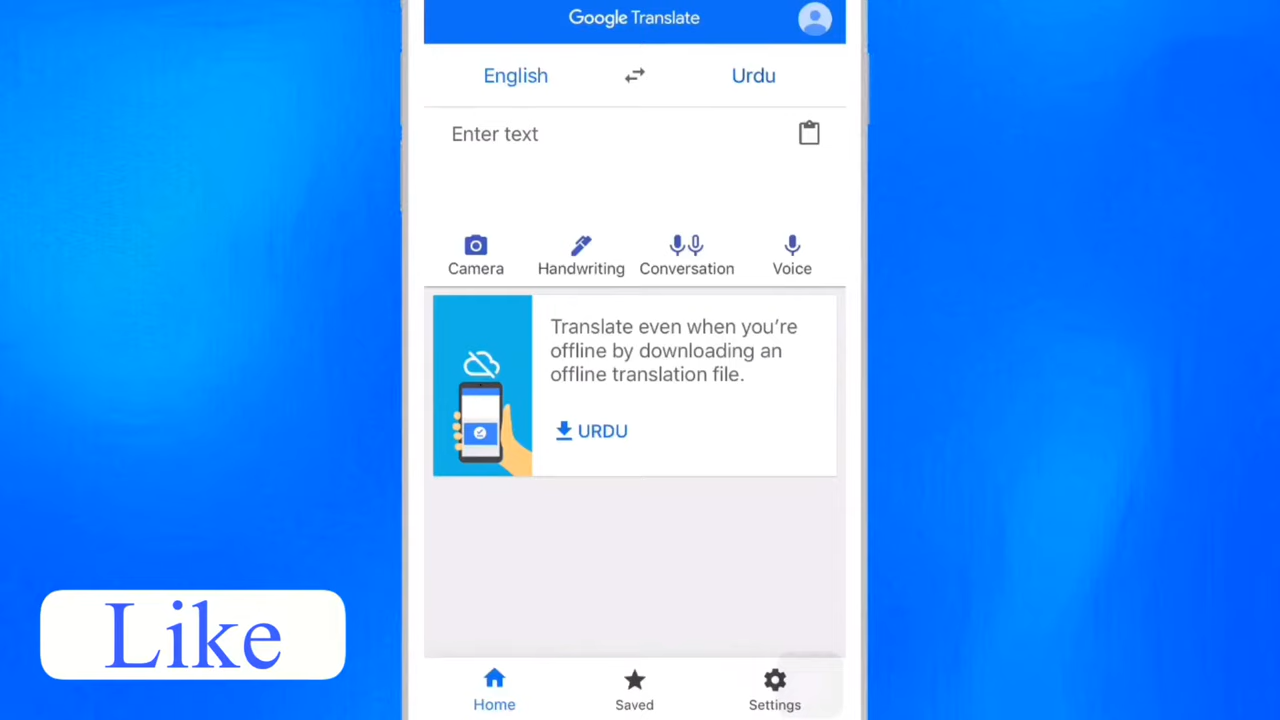 Google Translate
English
Urdu
Enter text
Camera
Handwriting
Conversation
Voice
Translate even when you’re
offline by downloading an
offline translation file.
URDU
Like
Home
Saved
Settings